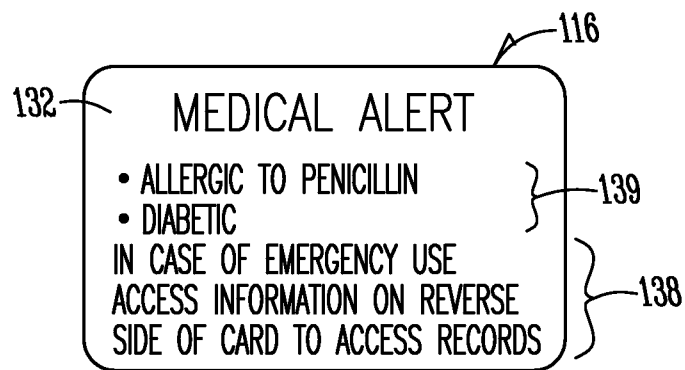 116
132
MEDICAL ALERT
• ALLERGIC TO PENICILLIN
• DIABETIC
139
IN CASE OF EMERGENCY USE
ACCESS INFORMATION ON REVERSE
SIDE OF CARD TO ACCESS RECORDS
138